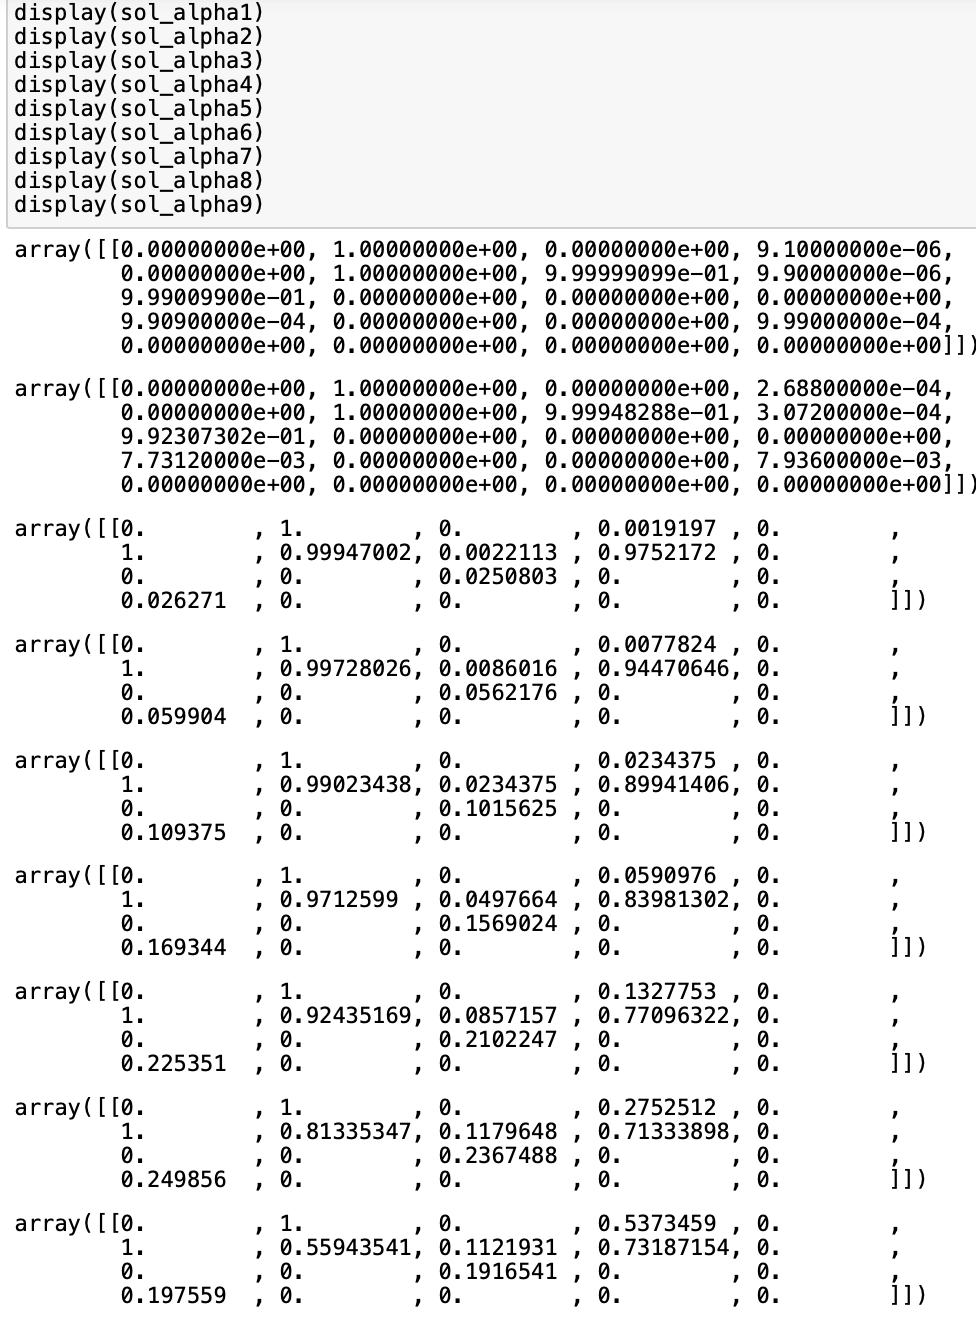 display(sol_alpha1)
display(sol_alpha2)
display(sol_alpha3)
display(sol_alpha4)
display(sol_alpha5)
display(sol_alpha6)
display(sol_alpha7)
display(sol_alpha8)
display(sol_alpha9)
array([[0.00000000e+00, 1.00000000e+00, 0.00000000e+00, 9.10000000e-06,
0.00000000e+00, 1.00000000e+00, 9.99999099e-01, 9.90000000e-06,
9.99009900e-01, 0.00000000e+00, 0.00000000e+00, 0.00000000e+00,
9.90900000e-04, 0.00000000e+00, 0.00000000e+00, 9.99000000e-04,
0.00000000e+00, 0.00000000e+00, 0.00000000e+00, 0.00000000e+00]])
array([[0.00000000e+00, 1.00000000e+00, 0.00000000e+00, 2.68800000e-04,
0.00000000e+00, 1.00000000e+00, 9.99948288e-01, 3.07200000e-04,
9.92307302e-01, 0.00000000e+00, 0.00000000e+00, 0.00000000e+00,
7.73120000e-03, 0.00000000e+00, 0.00000000e+00, 7.93600000e-03,
0.00000000e+00, 0.00000000e+00, 0.00000000e+00, 0.00000000e+00]])
array([[0. , 1. , 0. , 0.0019197 , 0. ,
1. , 0.99947002, 0.0022113 , 0.9752172 , 0. ,
0. , 0. , 0.0250803 , 0. , 0. ,
0.026271 , 0. , 0. , 0. , 0. ]])
array([[0. , 1. , 0. , 0.0077824 , 0. ,
1. , 0.99728026, 0.0086016 , 0.94470646, 0. ,
0. , 0. , 0.0562176 , 0. , 0. ,
0.059904 , 0. , 0. , 0. , 0. ]])
array([[0. , 1. , 0. , 0.0234375 , 0. ,
1. , 0.99023438, 0.0234375 , 0.89941406, 0. ,
0. , 0. , 0.1015625 , 0. , 0. ,
0.109375 , 0. , 0. , 0. , 0. ]])
array([[0. , 1. , 0. , 0.0590976 , 0. ,
1. , 0.9712599 , 0.0497664 , 0.83981302, 0. ,
0. , 0. , 0.1569024 , 0. , 0. ,
0.169344 , 0. , 0. , 0. , 0. ]])
array([[0. , 1. , 0. , 0.1327753 , 0. ,
1. , 0.92435169, 0.0857157 , 0.77096322, 0. ,
0. , 0. , 0.2102247 , 0. , 0. ,
0.225351 , 0. , 0. , 0. , 0. ]])
array([[0. , 1. , 0. , 0.2752512 , 0. ,
1. , 0.81335347, 0.1179648 , 0.71333898, 0. ,
0. , 0. , 0.2367488 , 0. , 0. ,
0.249856 , 0. , 0. , 0. , 0. ]])
array([[0. , 1. , 0. , 0.5373459 , 0. ,
1. , 0.55943541, 0.1121931 , 0.73187154, 0. ,
0. , 0. , 0.1916541 , 0. , 0. ,
0.197559 , 0. , 0. , 0. , 0. ]])